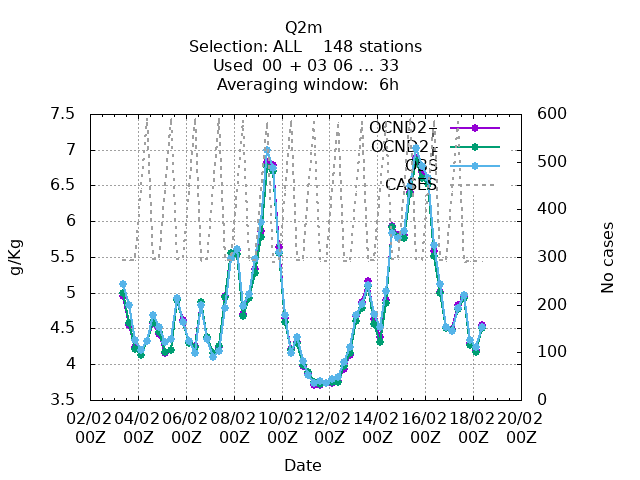 Q2m
Selection: ALL 148 stations
Used 00 + 03 06 ... 33
Averaging window: 6h
7.5
7
6.5
6
5.5
5
4.5
4
3.5
600
500
400
300
200
100
0
OCND2-
OCND2_
OBS
CASES
g/Kg
No cases
02/02 04/02 06/02 08/02 10/02 12/02 14/02 16/02 18/02 20/02
00Z 00Z 00Z 00Z 00Z 00Z 00Z 00Z 00Z 00Z
Date